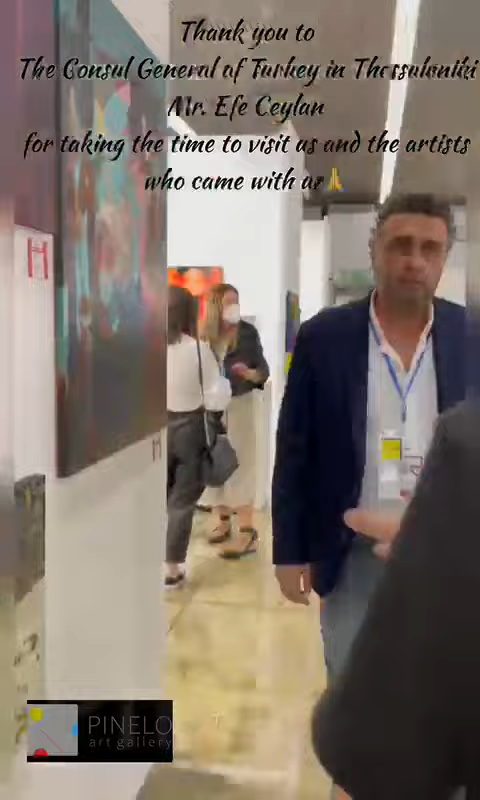 Thank you to
The Consul General of Turkey in Thessaloniki
Mr. Efe Ceylan
for taking the time to visit us and the artists
who came with us🙏
H
H
PINELO
art gallery